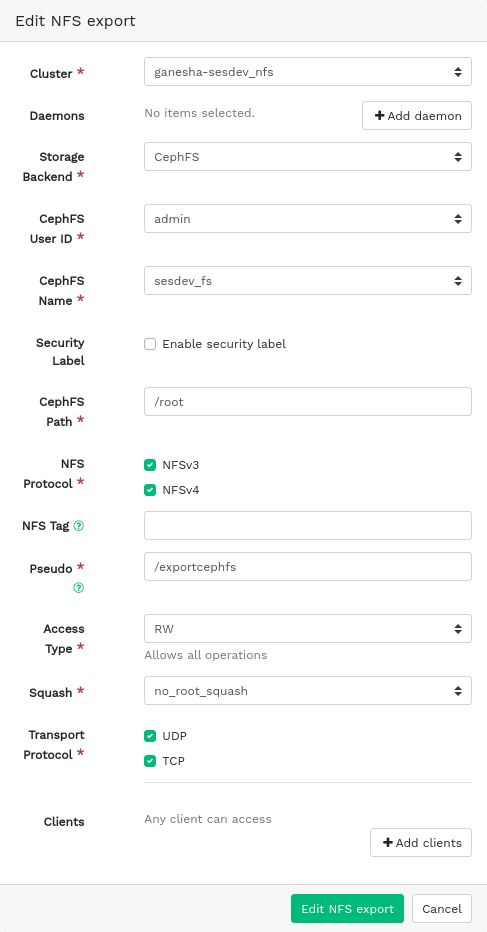 Edit NFS export
Cluster *
ganesha-sesdev_nfs
Daemons
No items selected.
Add daemon
Storage
Backend *
CephFS
CephFS
User ID *
admin
CephFS
Name *
sesdev_fs
Security
Label
Enable security label
CephFS
Path *
/root
NFS
Protocol *
NFSv3
NFSv4
NFS Tag
Pseudo *
/exportcephfs
Access
Type *
RW
Allows all operations
Squash *
no_root_squash
Transport
Protocol *
UDP
TCP
Clients
Any client can access
Add clients
Edit NFS export
Cancel